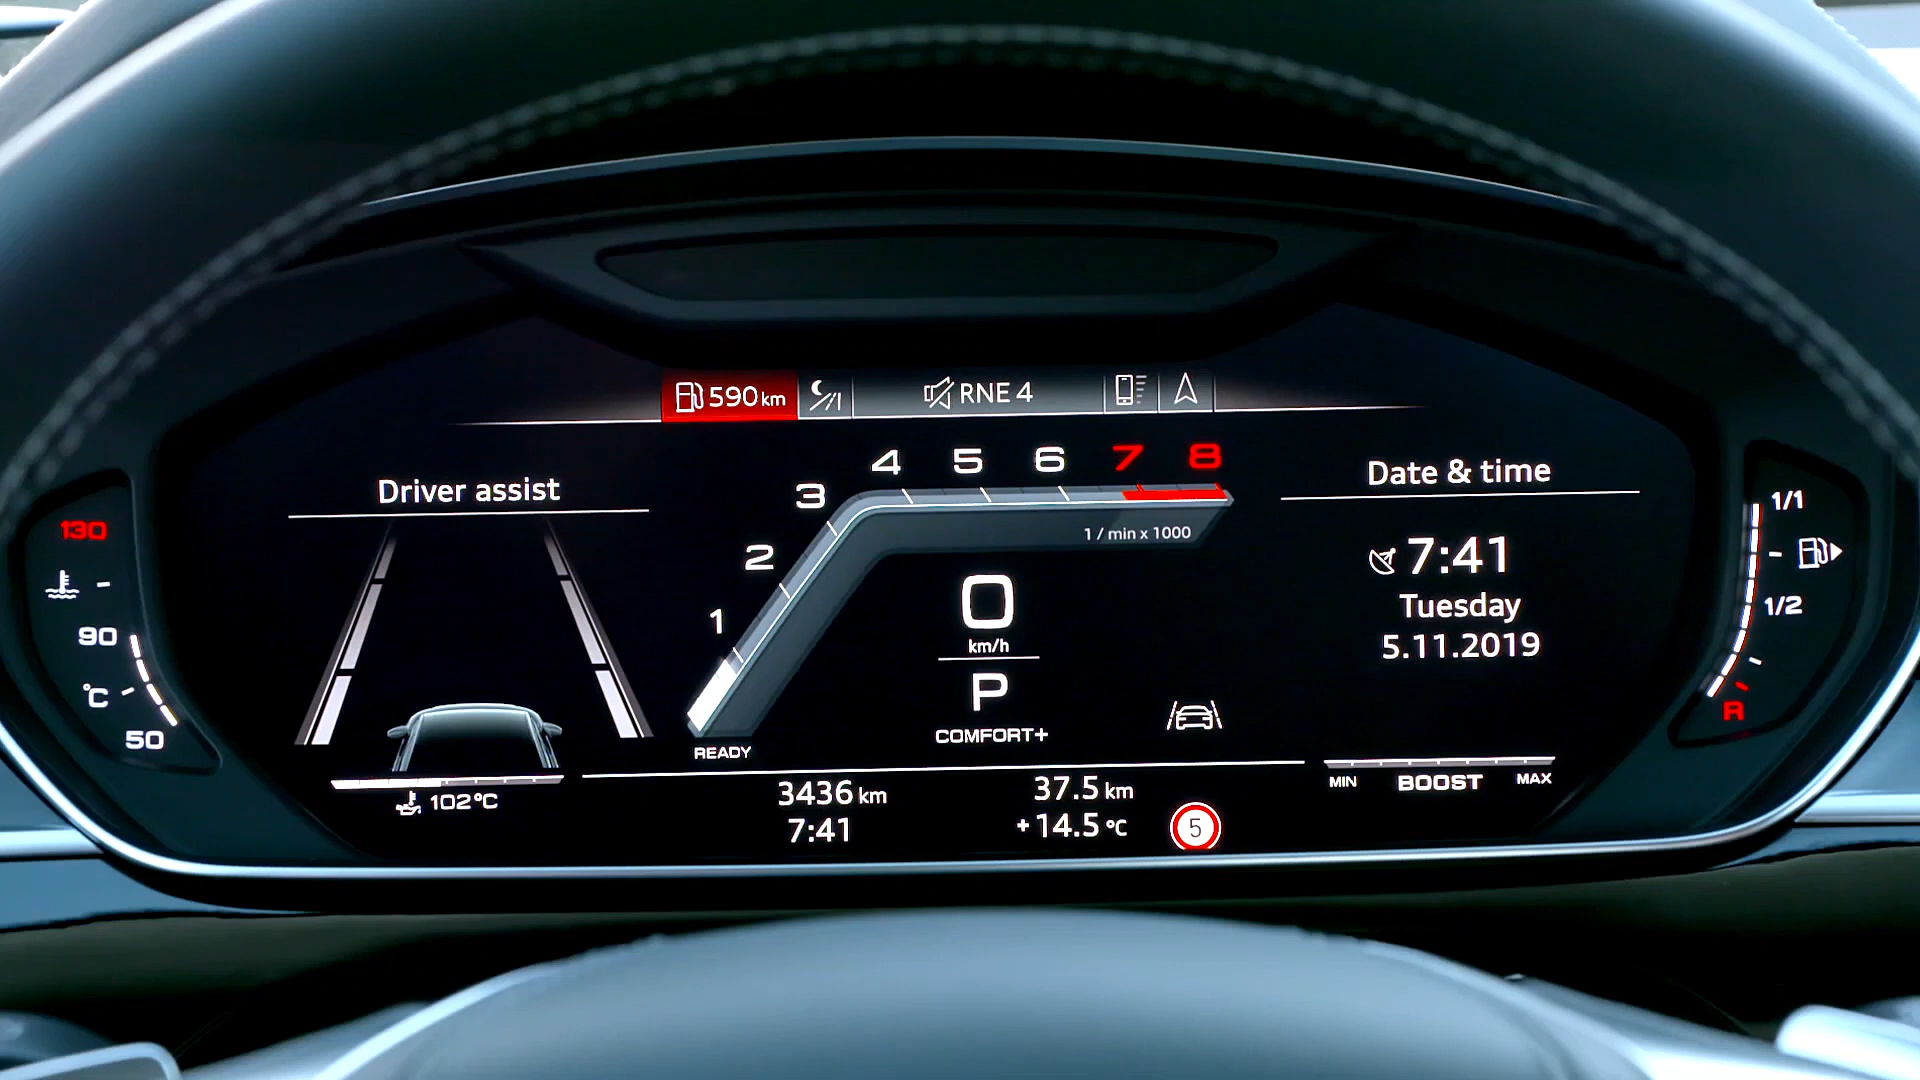 590 km
RNE 4
Driver assist
4 5 6 7 8
3
2
1
1 / min x 1000
0
km/h
P
COMFORT+
READY
Date & time
7:41
Tuesday
5.11.2019
130
90
°C
50
1/1
1/2
R
102°C
3436 km
37.5 km
7:41
+14.5 °C
5
MIN BOOST MAX